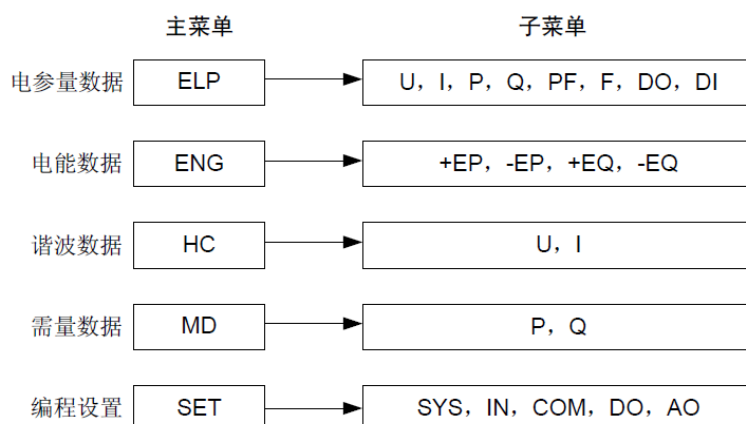 主菜单 子菜单
电参量数据 ELP U，I，P，Q，PF，F，DO，DI
电能数据 ENG +EP，-EP，+EQ，-EQ
谐波数据 HC U，I
需量数据 MD P，Q
编程设置 SET SYS，IN，COM，DO，AO